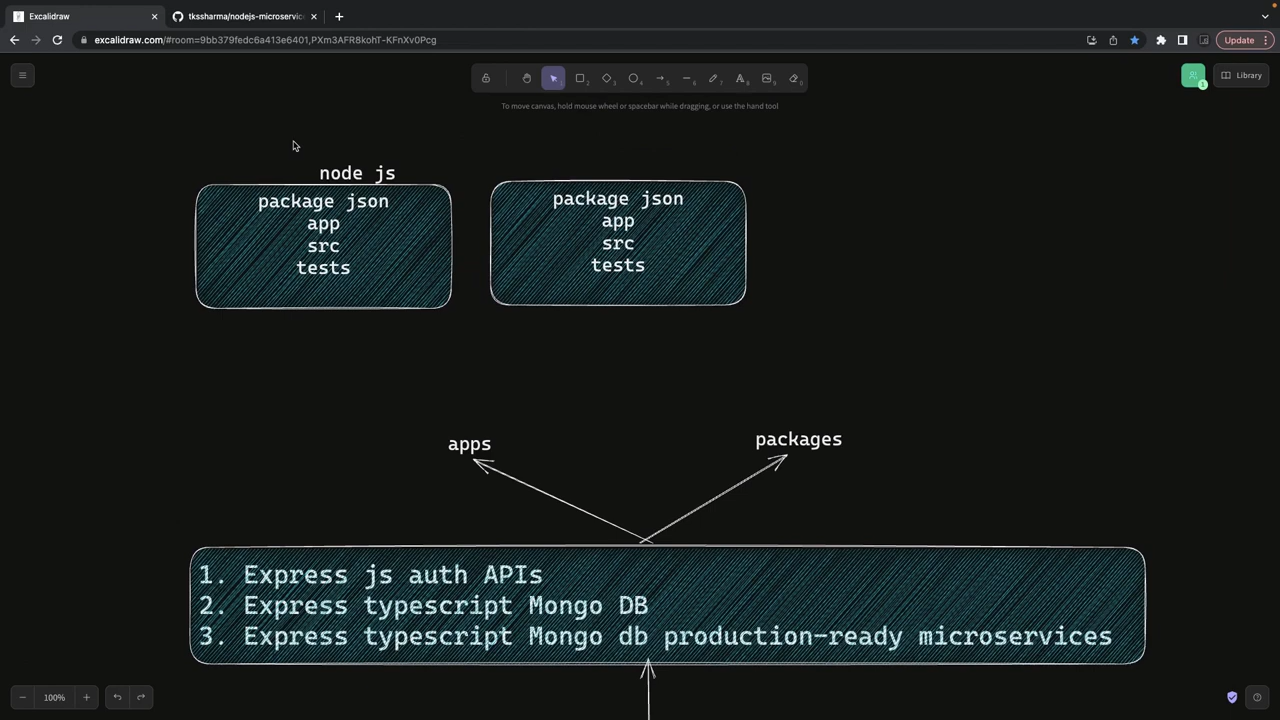 Excalidraw
tkssharma/nodejs-microservic
excalidraw.com/#room=9bb379fedc6a413e6401,PXm3AFR8kohT-KFnXv0Pcg
Update
Library
To move canvas, hold mouse wheel or spacebar while dragging, or use the hand tool
node js
package json
app
src
tests
package json
app
src
tests
apps
packages
1. Express js auth APIs
2. Express typescript Mongo DB
3. Express typescript Mongo db production-ready microservices
100%